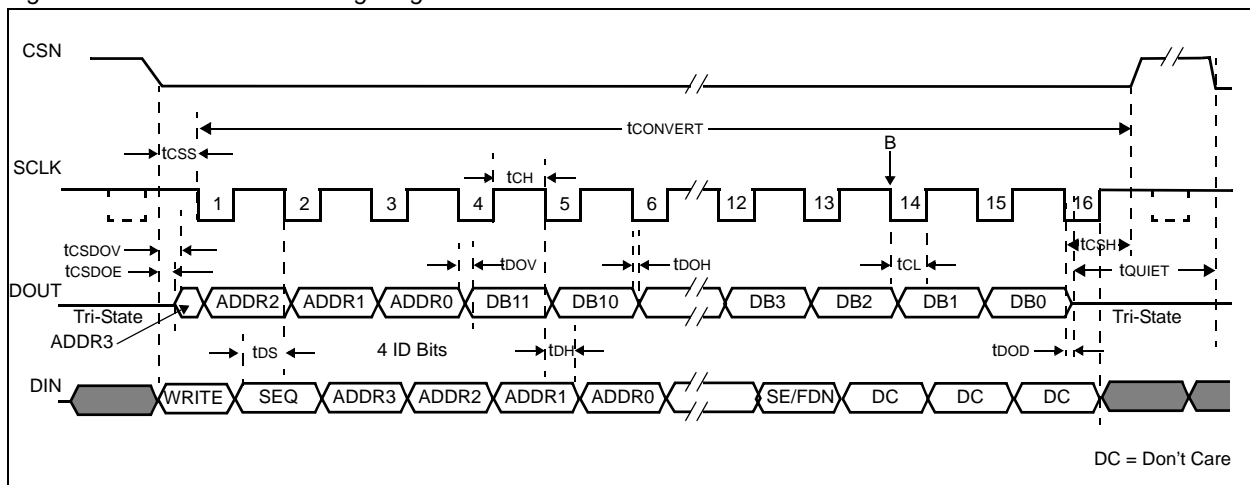 CSN
tCONVERT
tCSS
B
SCLK
tCH
1 2 3 4 5 6 12 13 14 15 16
tCSDOV
tCSDOE
tDOV
tDOH
tCL
tCSH
tQUIET
DOUT
ADDR2 ADDR1 ADDR0 DB11 DB10 DB3 DB2 DB1 DB0
Tri-State
Tri-State
ADDR3
tDS
4 ID Bits
tDH
tDOD
DIN
WRITE SEQ ADDR3 ADDR2 ADDR1 ADDR0 SE/FDN DC DC DC
DC = Don't Care